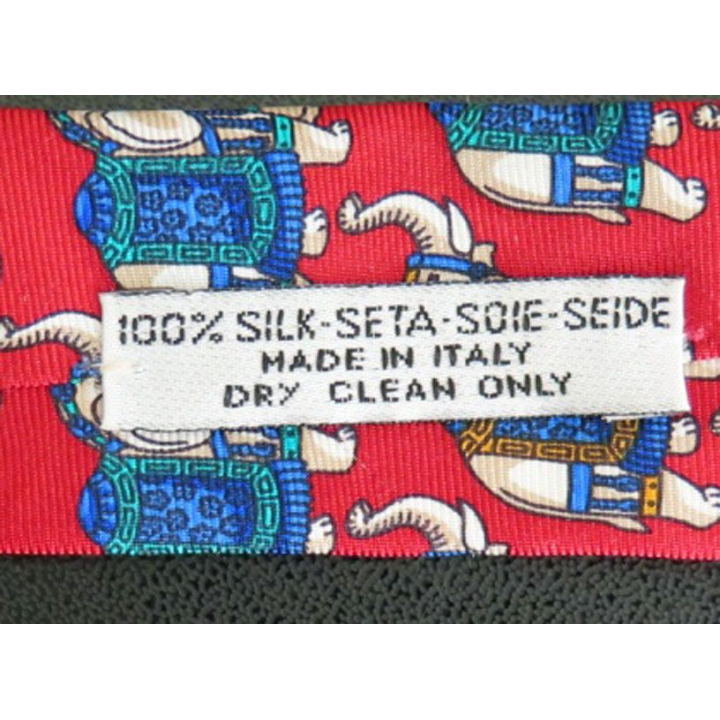 100% SILK-SETA-SOIE-SEIDE
MADE IN ITALY
DRY CLEAN ONLY